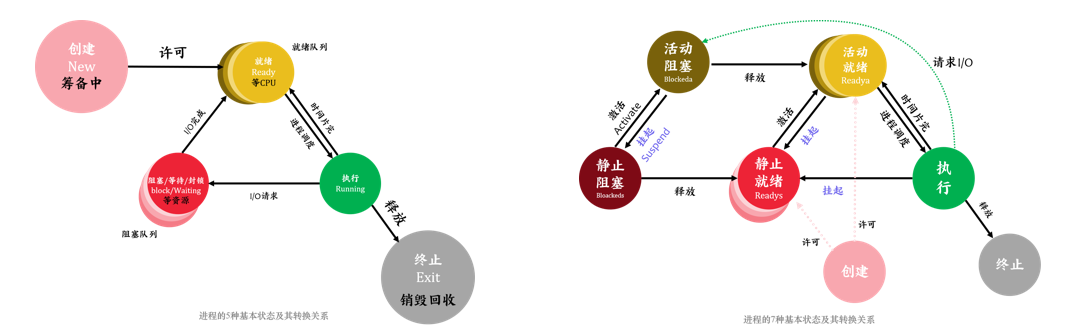 创建
New
筹备中
许可
就绪队列
就绪
Ready
等CPU
I/O完成
时间片完
进程调度
阻塞/等待/封锁
block/Waiting
等资源
阻塞队列
I/O请求
执行
Running
释放
终止
Exit
销毁回收
进程的5种基本状态及其转换关系
活动
阻塞
Blockeda
释放
活动
就绪
Readya
请求I/O
激活
Activate
挂起
Suspend
激活
挂起
时间片完
进程调度
静止
阻塞
Bloackeds
释放
静止
就绪
Readys
挂起
执
行
释放
许可
许可
创建
终止
进程的7种基本状态及其转换关系